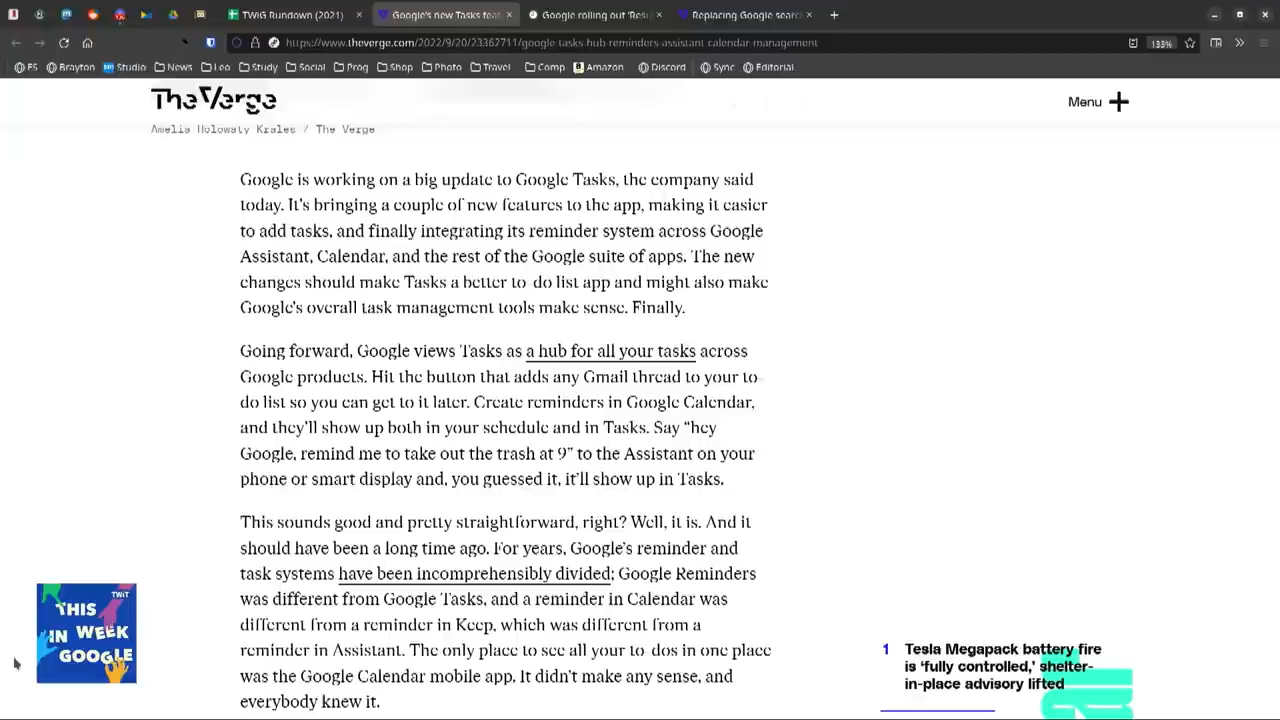 TWiG Rundown (2021)
Google's new Tasks feat
Google rolling out 'Resu
Replacing Google searc
https://www.theverge.com/2022/9/20/23362711/google-tasks-hub-reminders-assistant-calendar-management
133%
FS Brayton Studio News Leo Study Social Prog Shop Photo Travel Comp Amazon Discord Sync Editorial
The Verge
Menu
Amelia Holowaty Krales / The Verge
Google is working on a big update to Google Tasks, the company said
today. It's bringing a couple of new features to the app, making it easier
to add tasks, and finally integrating its reminder system across Google
Assistant, Calendar, and the rest of the Google suite of apps. The new
changes should make Tasks a better to-do list app and might also make
Google's overall task management tools make sense. Finally.
Going forward, Google views Tasks as a hub for all your tasks across
Google products. Hit the button that adds any Gmail thread to your to-
do list so you can get to it later. Create reminders in Google Calendar,
and they'll show up both in your schedule and in Tasks. Say “hey
Google, remind me to take out the trash at 9” to the Assistant on your
phone or smart display and, you guessed it, it'll show up in Tasks.
This sounds good and pretty straightforward, right? Well, it is. And it
should have been a long time ago. For years, Google's reminder and
task systems have been incomprehensibly divided; Google Reminders
was different from Google Tasks, and a reminder in Calendar was
different from a reminder in Keep, which was different from a
reminder in Assistant. The only place to see all your to-dos in one place
was the Google Calendar mobile app. It didn't make any sense, and
everybody knew it.
TWiT
THIS
IN WEEK
GOOGLE
1 Tesla Megapack battery fire
is 'fully controlled,' shelter-
in-place advisory lifted